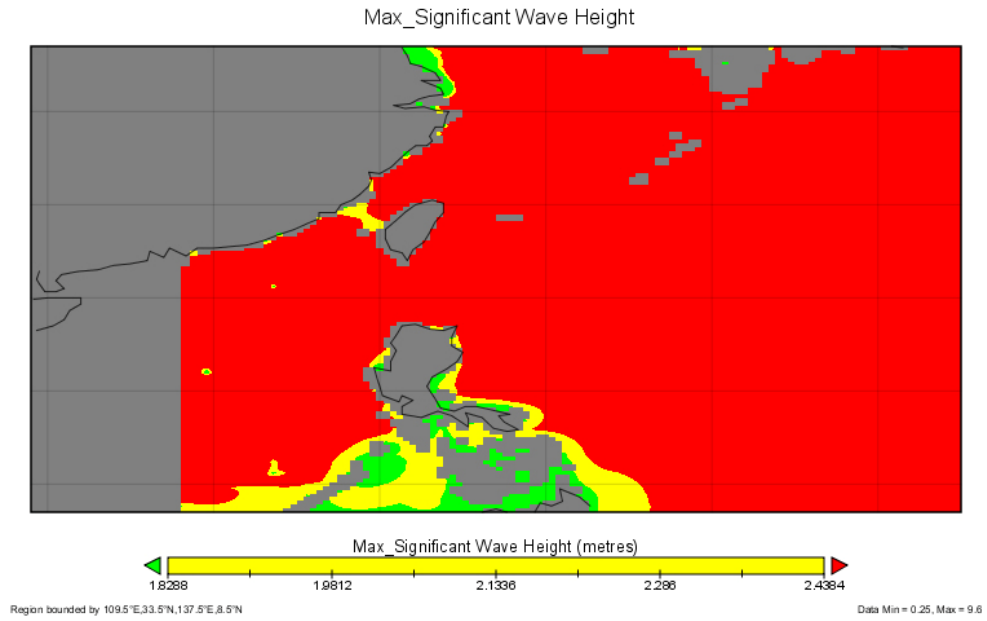 Max_Significant Wave Height
Max_Significant Wave Height (metres)
1.8288 1.9812 2.1336 2.286 2.4384
Region bounded by 109.5°E,33.5°N,137.5°E,8.5°N
Data Min = 0.25, Max = 9.6